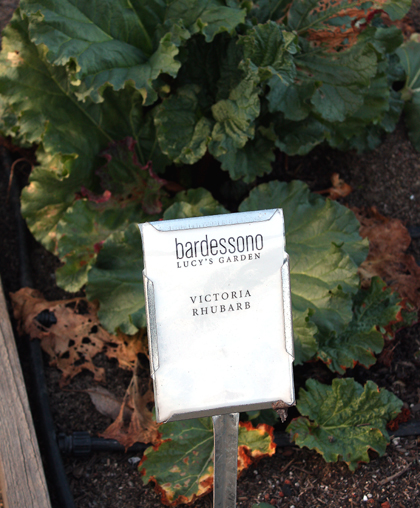 bardessono
LUCY'S GARDEN
VICTORIA
RHUBARB